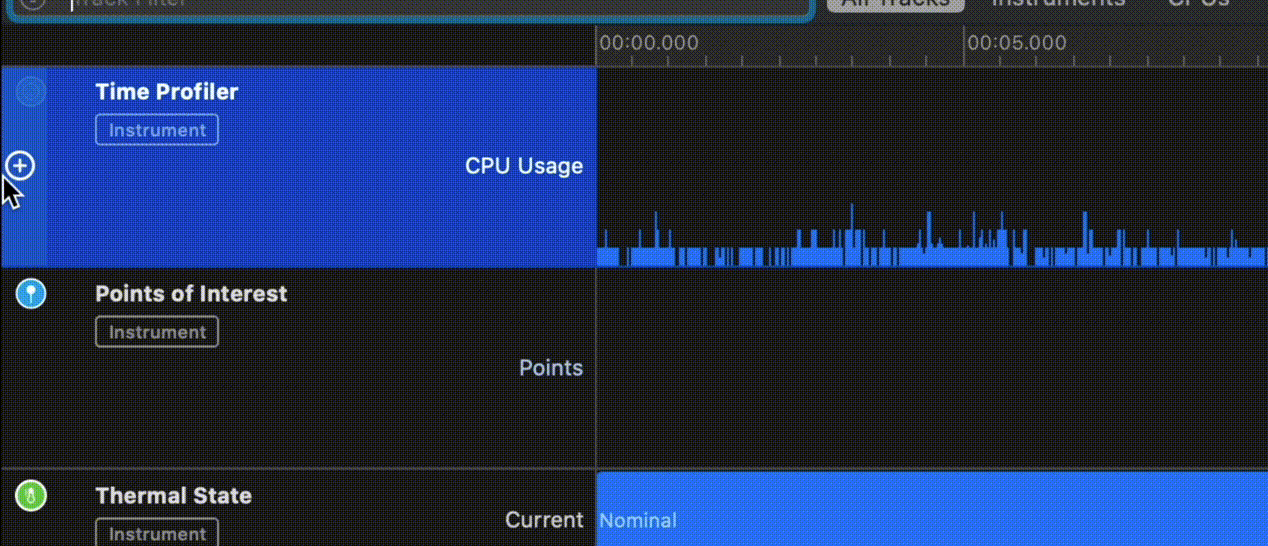 Track Filter All Tracks Instruments CPUs
00:00.000 00:05.000
Time Profiler
Instrument
CPU Usage
Points of Interest
Instrument
Points
Thermal State
Current Nominal
Instrument